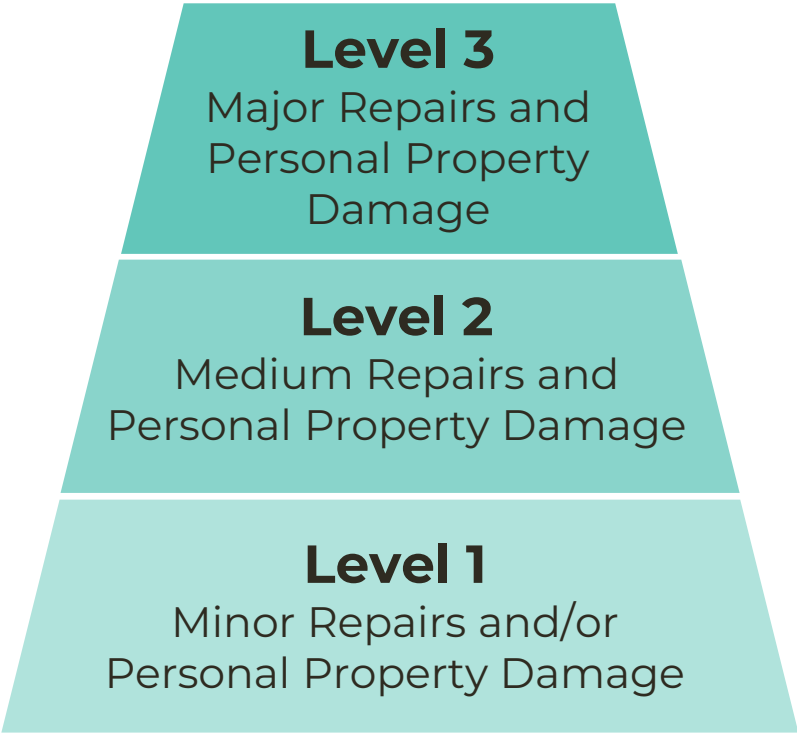 Level 3
Major Repairs and
Personal Property
Damage
Level 2
Medium Repairs and
Personal Property Damage
Level 1
Minor Repairs and/or
Personal Property Damage